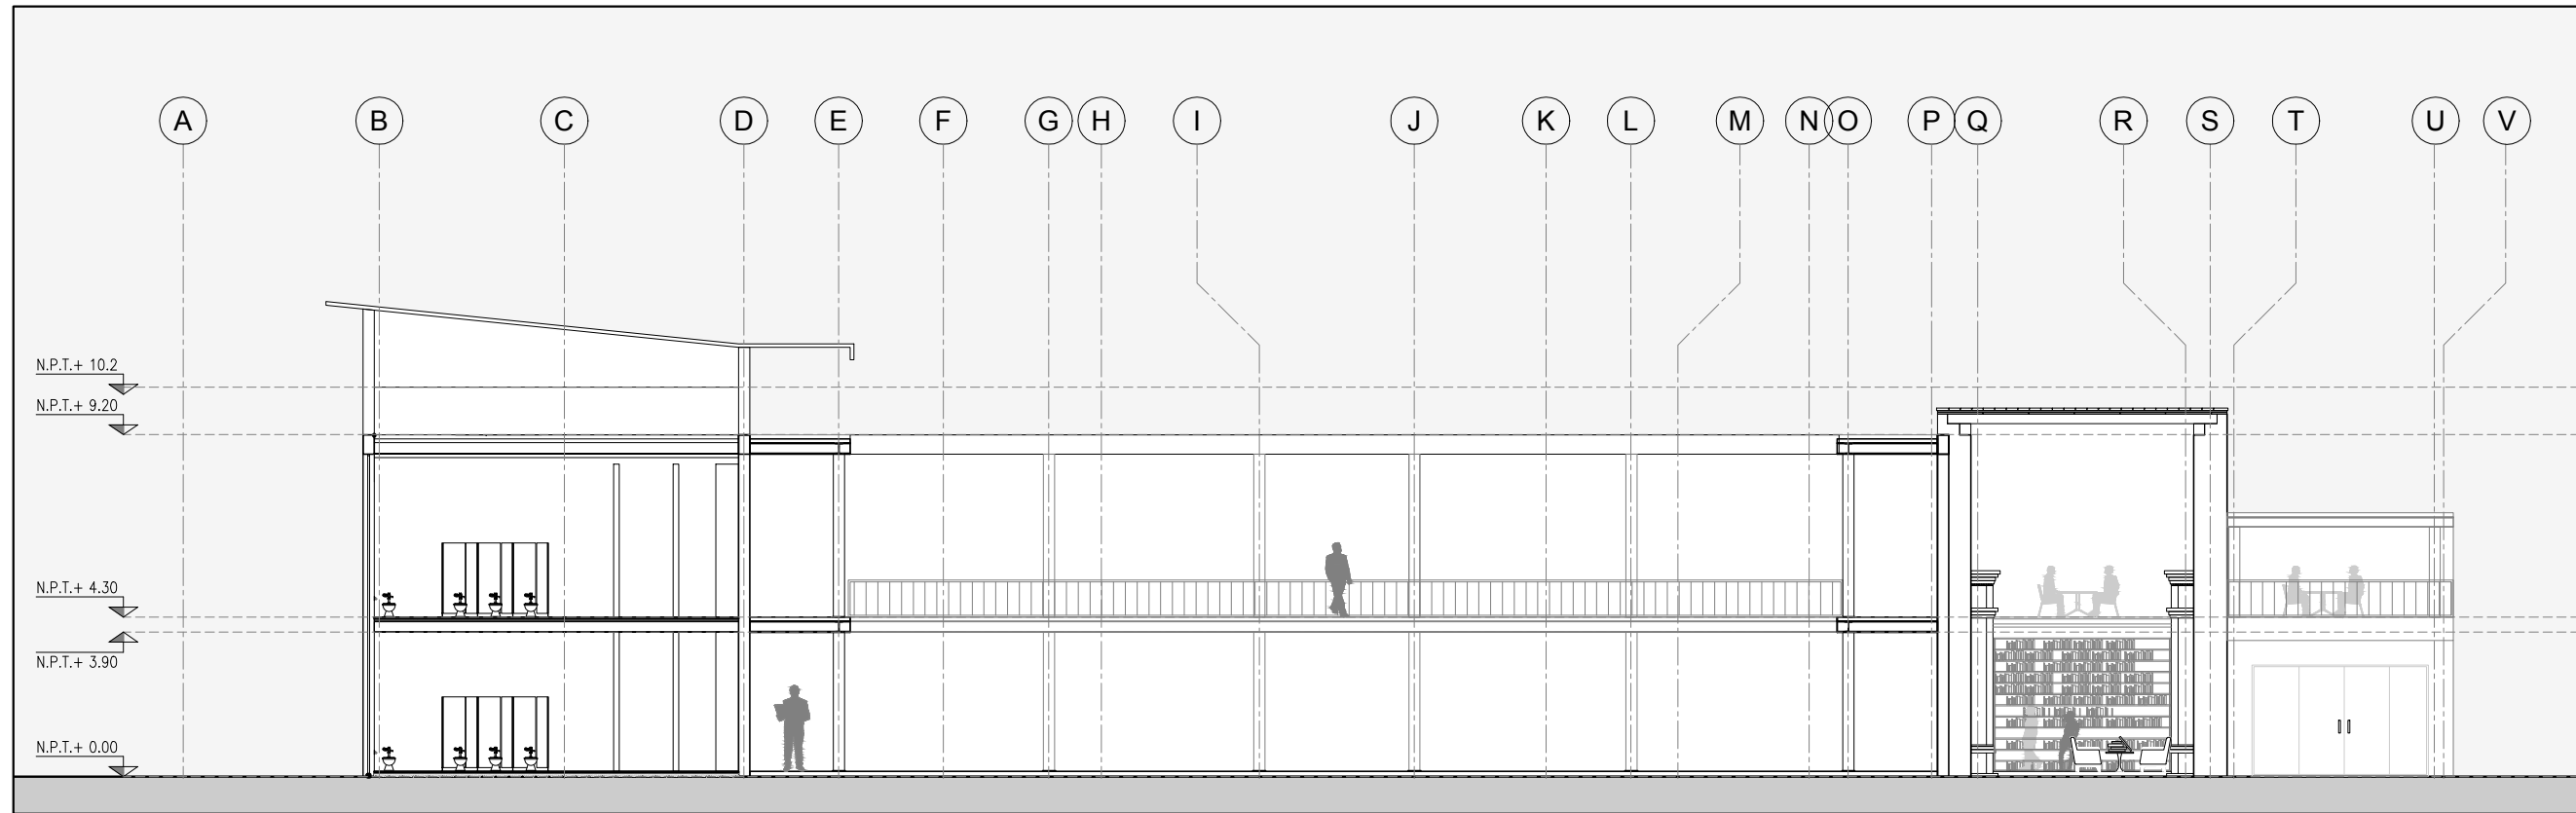 A B C D E F G H I J K L M N O P Q R S T U V
N.P.T.+ 10.2
N.P.T.+ 9.20
N.P.T.+ 4.30
N.P.T.+ 3.90
N.P.T.+ 0.00